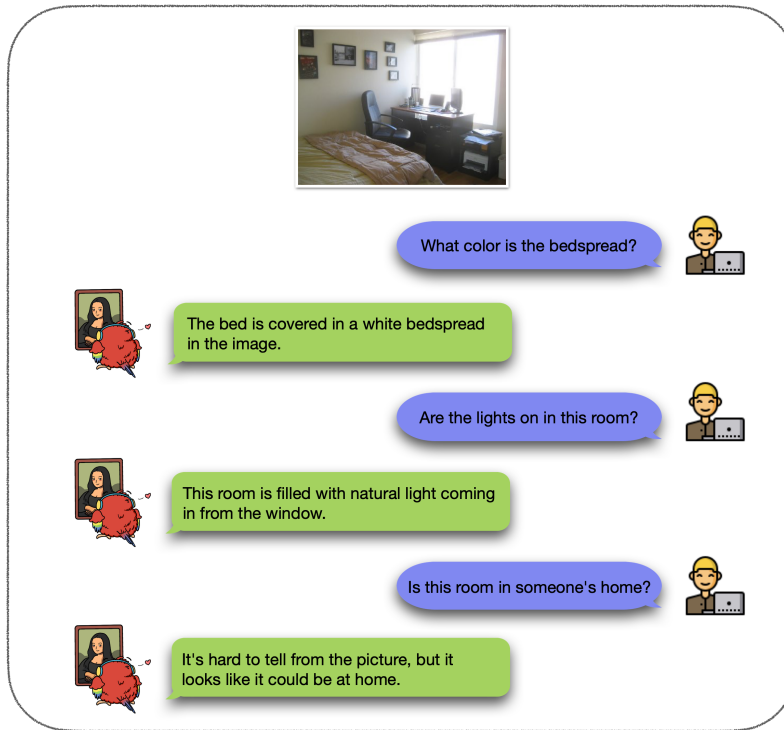 What color is the bedspread?
The bed is covered in a white bedspread
in the image.
Are the lights on in this room?
This room is filled with natural light coming
in from the window.
Is this room in someone's home?
It's hard to tell from the picture, but it
looks like it could be at home.